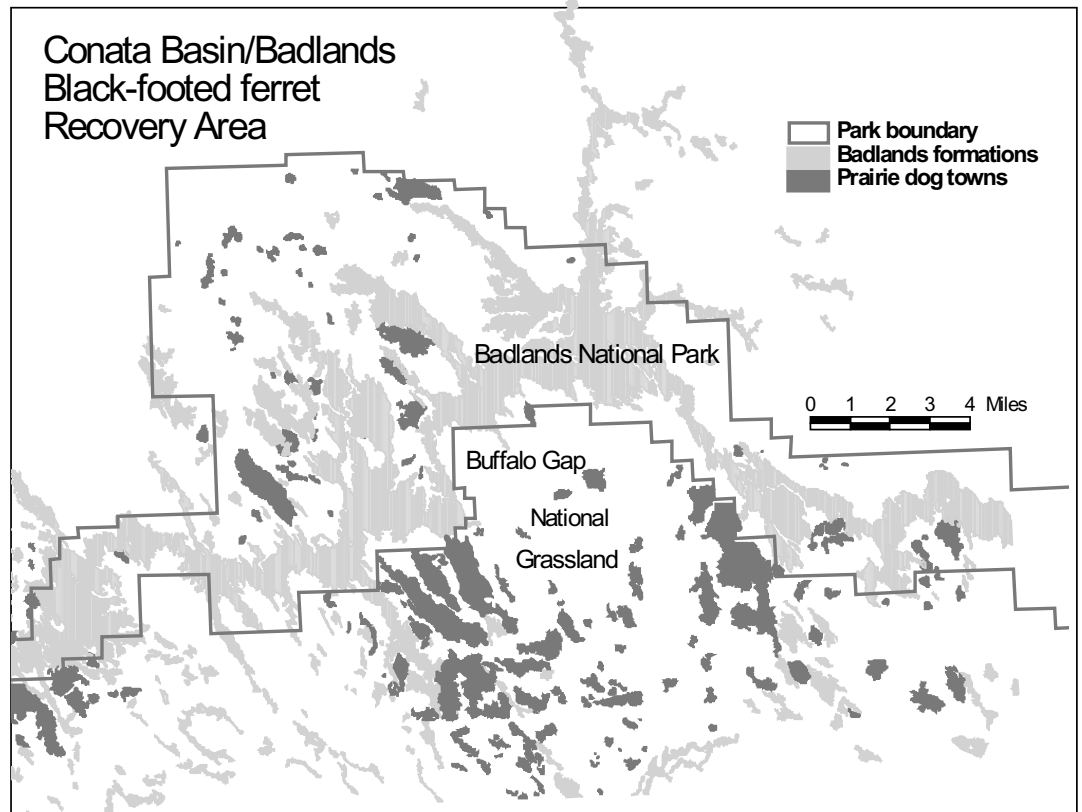 Conata Basin/Badlands
Black-footed ferret
Recovery Area
Park boundary
Badlands formations
Prairie dog towns
Badlands National Park
0 1 2 3 4 Miles
Buffalo Gap
National
Grassland